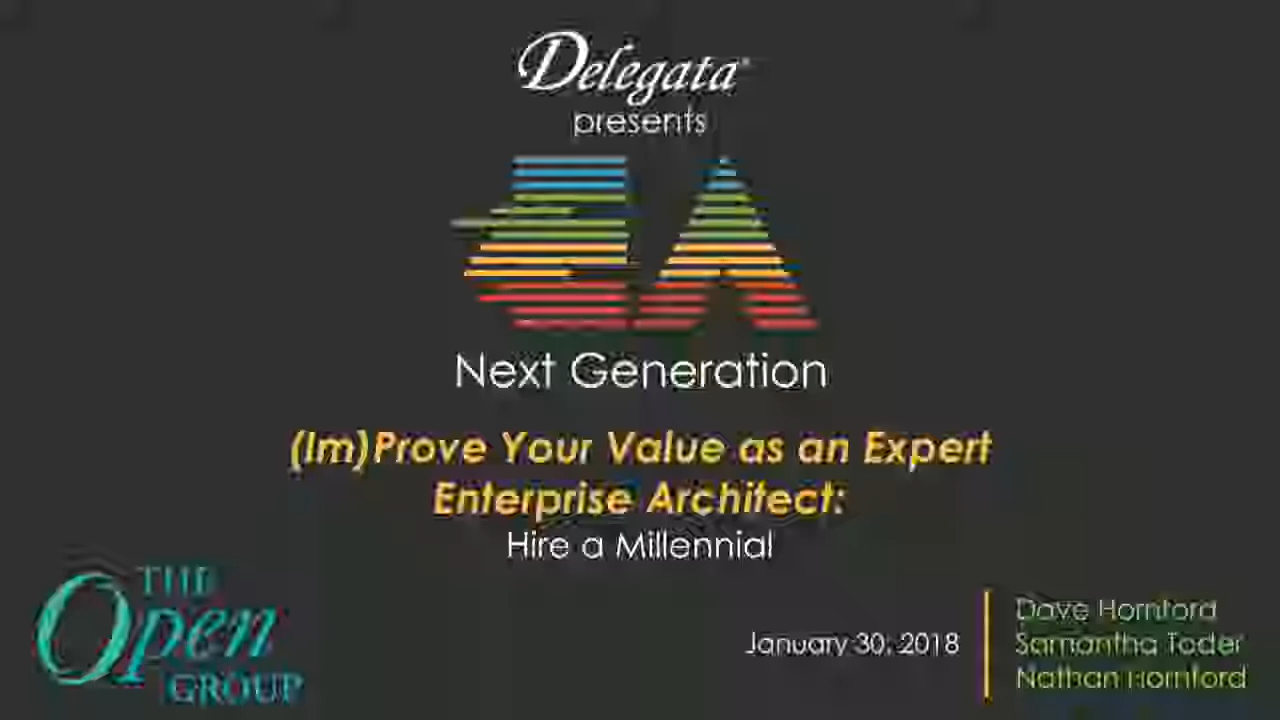 Delegata
presents
EA
Next Generation
(Im)Prove Your Value as an Expert
Enterprise Architect:
Hire a Millennial
THE
Open
GROUP
January 30, 2018
Dave Hornford
Samantha Toder
Nathan Hornford